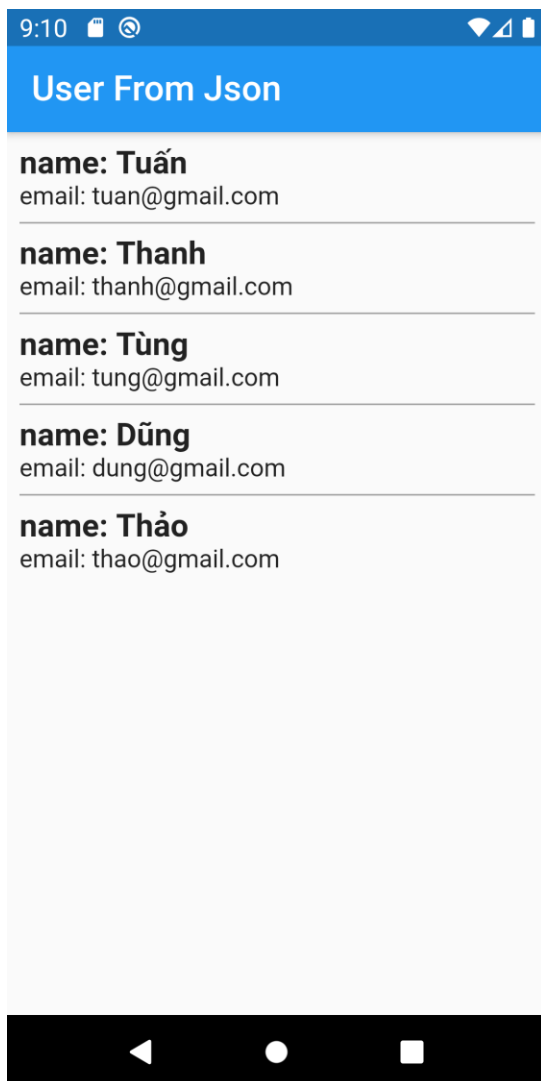 9:10
User From Json
name: Tuấn
email: tuan@gmail.com
name: Thanh
email: thanh@gmail.com
name: Tùng
email: tung@gmail.com
name: Dũng
email: dung@gmail.com
name: Thảo
email: thao@gmail.com